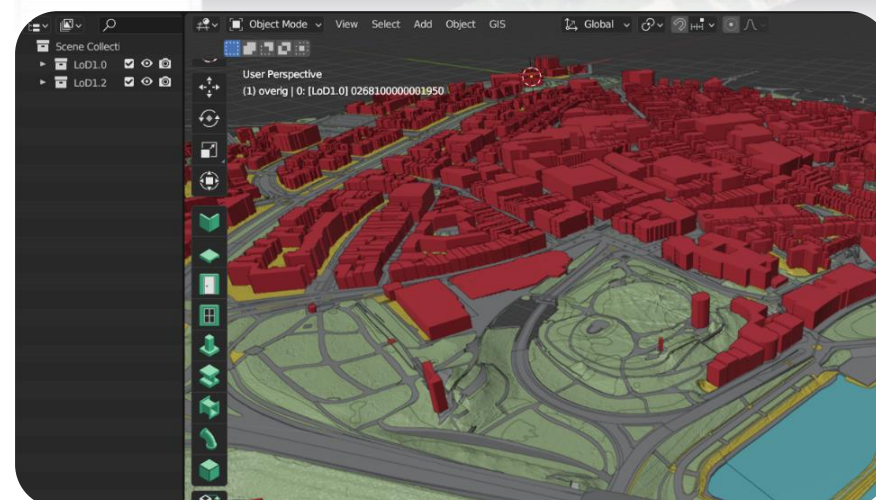 Object Mode View Select Add Object GIS Global
Scene Collecti
LoD1.0
LoD1.2
User Perspective
(1) overig | 0: [LoD1.0] 0268100000001950